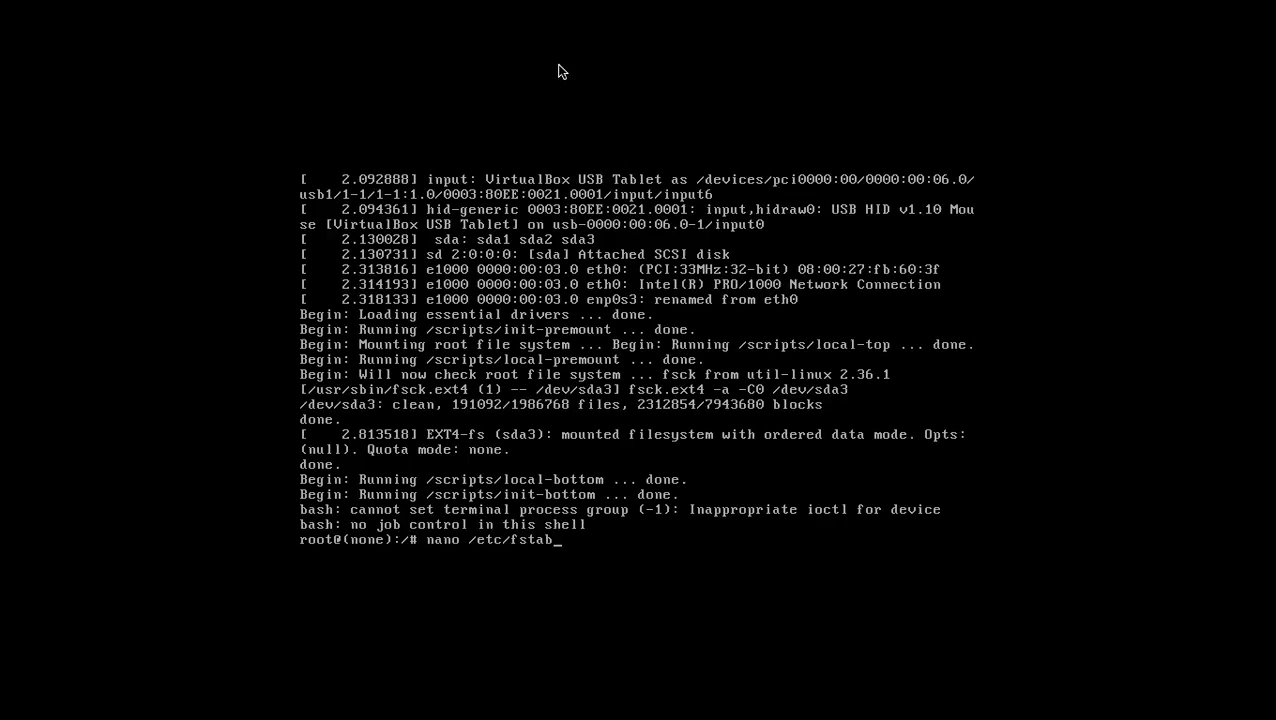 [    2.092888] input: VirtualBox USB Tablet as /devices/pci0000:00/0000:00:06.0/
usb1/1-1/1-1:1.0/0003:80EE:0021.0001/input/input6
[    2.094361] hid-generic 0003:80EE:0021.0001: input,hidraw0: USB HID v1.10 Mou
se [VirtualBox USB Tablet] on usb-0000:00:06.0-1/input0
[    2.130028]  sda: sda1 sda2 sda3
[    2.130731] sd 2:0:0:0: [sda] Attached SCSI disk
[    2.313816] e1000 0000:00:03.0 eth0: (PCI:33MHz:32-bit) 08:00:27:fb:60:3f
[    2.314193] e1000 0000:00:03.0 eth0: Intel(R) PRO/1000 Network Connection
[    2.318133] e1000 0000:00:03.0 enp0s3: renamed from eth0
Begin: Loading essential drivers ... done.
Begin: Running /scripts/init-premount ... done.
Begin: Mounting root file system ... Begin: Running /scripts/local-top ... done.
Begin: Running /scripts/local-premount ... done.
Begin: Will now check root file system ... fsck from util-linux 2.36.1
[/usr/sbin/fsck.ext4 (1) -- /dev/sda3] fsck.ext4 -a -C0 /dev/sda3
/dev/sda3: clean, 191092/1986768 files, 2312854/7943680 blocks
done.
[    2.813518] EXT4-fs (sda3): mounted filesystem with ordered data mode. Opts:
(null). Quota mode: none.
done.
Begin: Running /scripts/local-bottom ... done.
Begin: Running /scripts/init-bottom ... done.
bash: cannot set terminal process group (-1): Inappropriate ioctl for device
bash: no job control in this shell
root@(none):/# nano /etc/fstab_